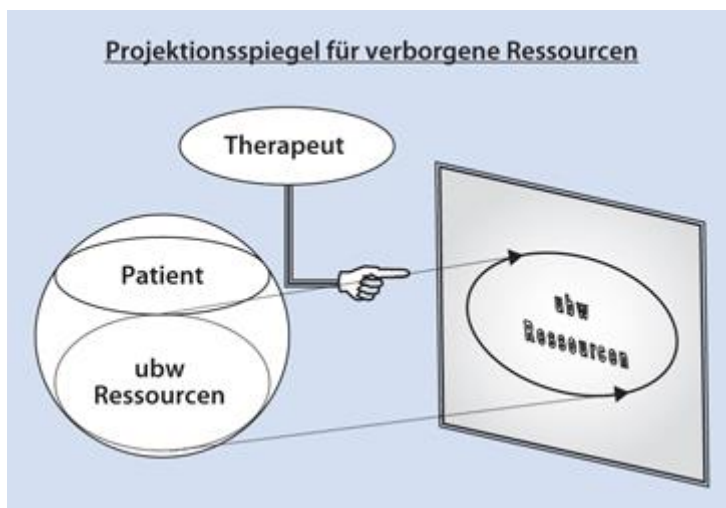 Projektionsspiegel für verborgene Ressourcen
Therapeut
Patient
ubw
Ressourcen
ubw
Ressourcen